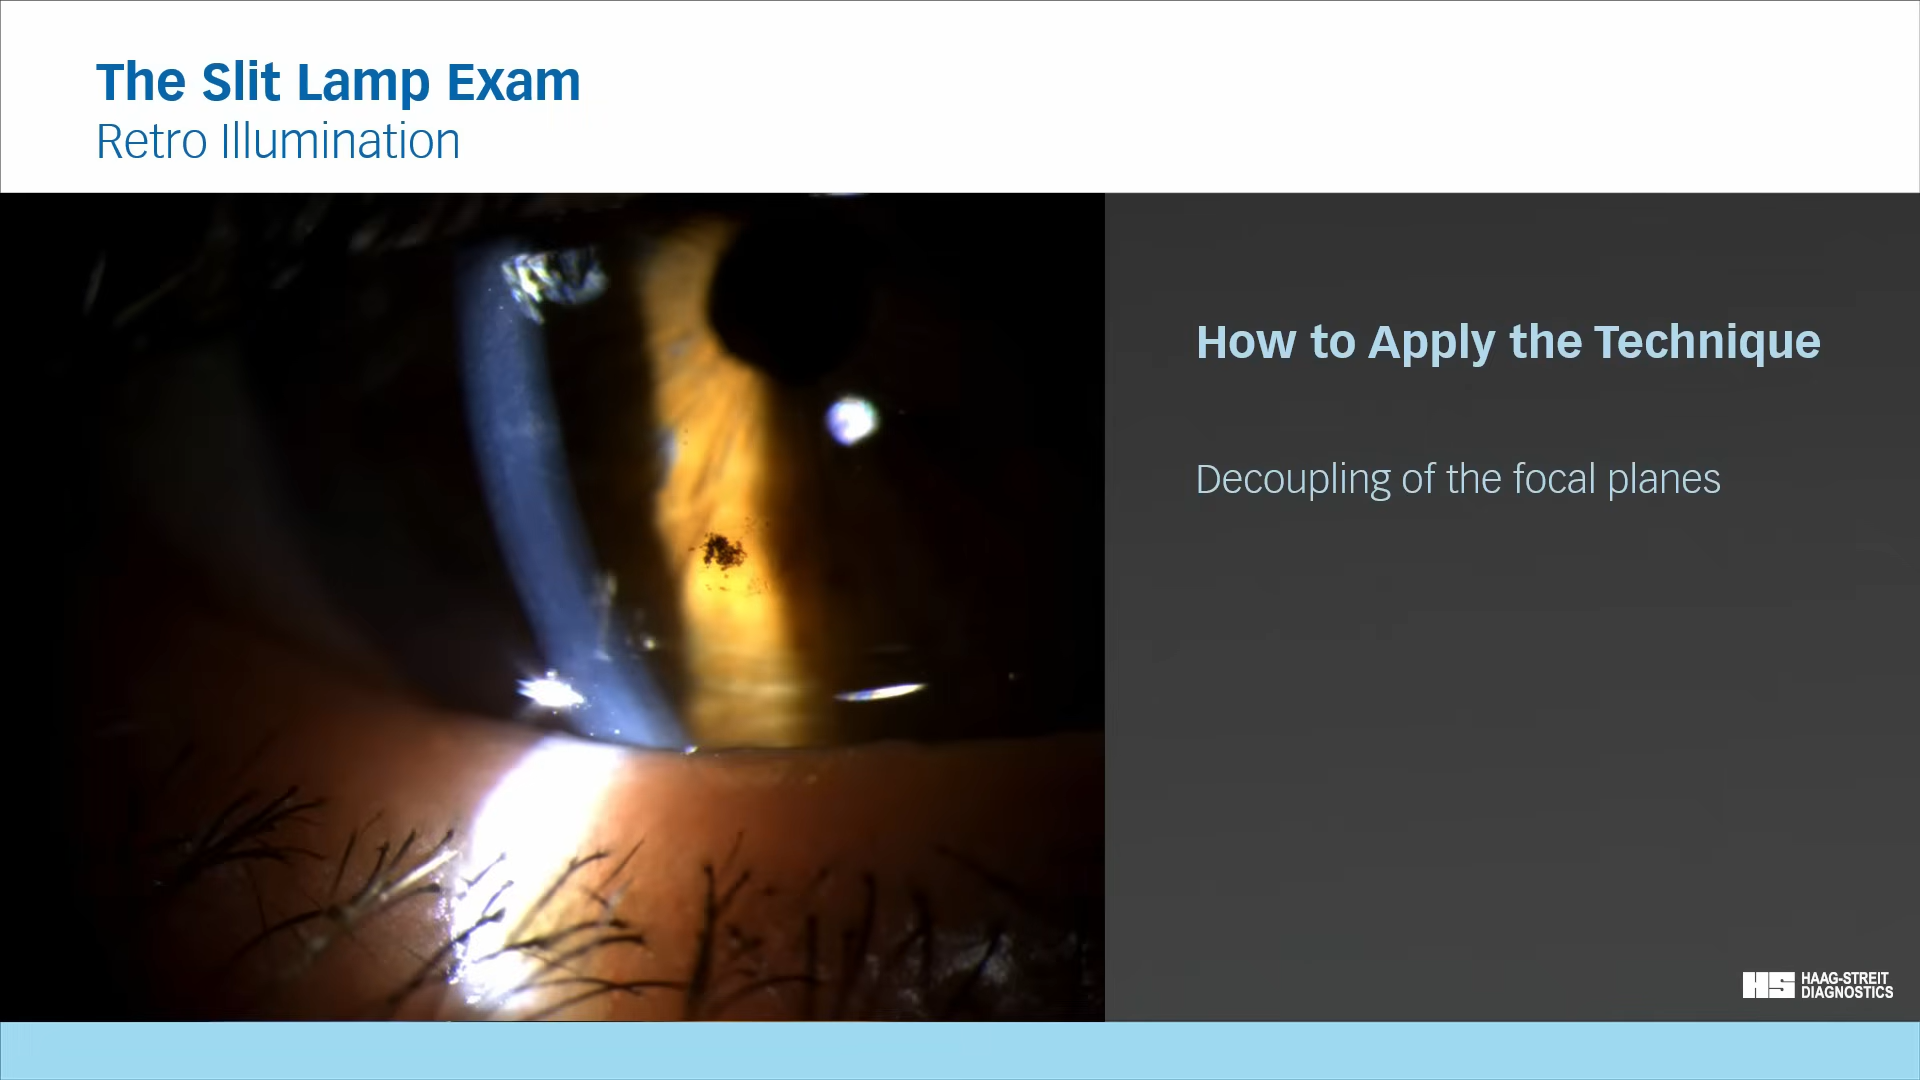 The Slit Lamp Exam
Retro Illumination
How to Apply the Technique
Decoupling of the focal planes
HS HAAG-STREIT
DIAGNOSTICS